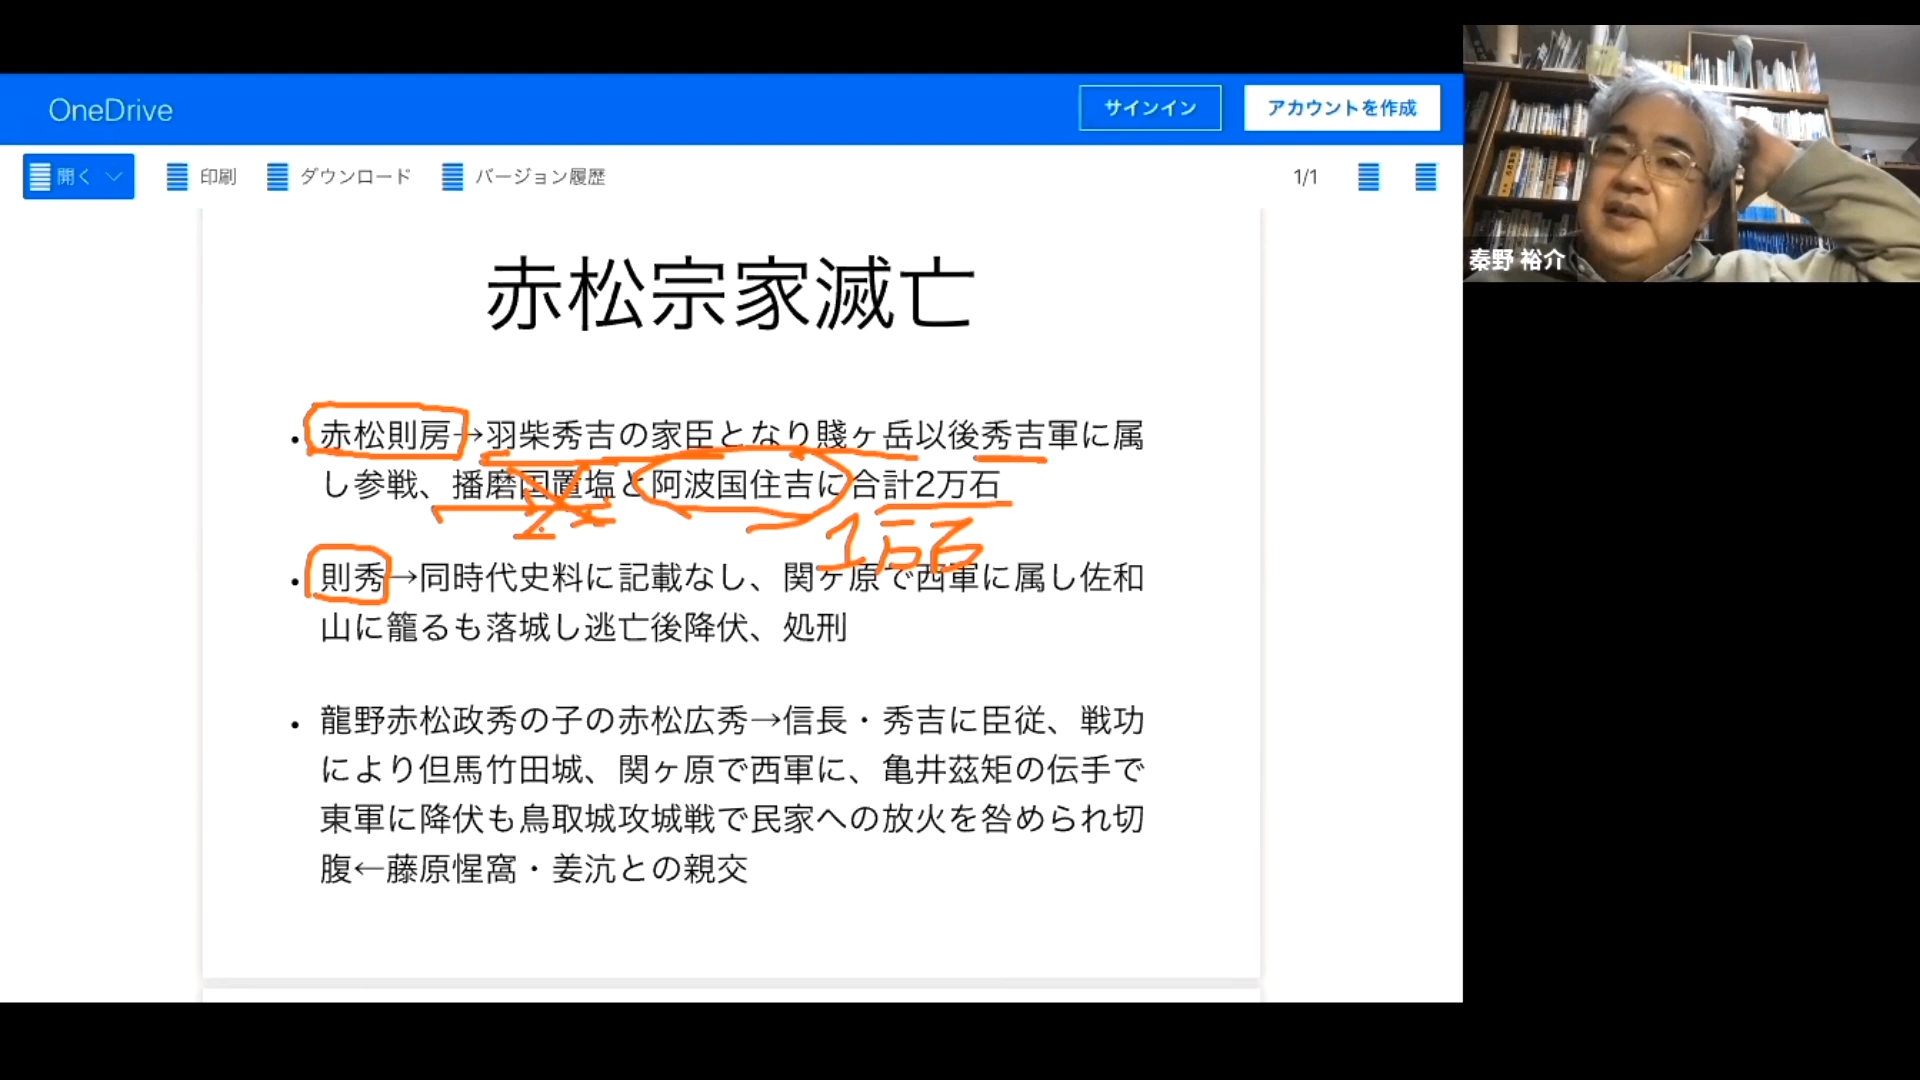 OneDrive
サインイン
アカウントを作成
開く
印刷
ダウンロード
バージョン履歴
1/1
秦野 裕介
赤松宗家滅亡
• 赤松則房→羽柴秀吉の家臣となり賤ヶ岳以後秀吉軍に属
し参戦、播磨国置塩と阿波国住吉に合計2万石
1万石
• 則秀→同時代史料に記載なし、関ヶ原で西軍に属し佐和
山に籠るも落城し逃亡後降伏、処刑
• 龍野赤松政秀の子の赤松広秀→信長・秀吉に臣従、戦功
により但馬竹田城、関ヶ原で西軍に、亀井茲矩の伝手で
東軍に降伏も鳥取城攻城戦で民家への放火を咎められ切
腹←藤原惺窩・姜沆との親交